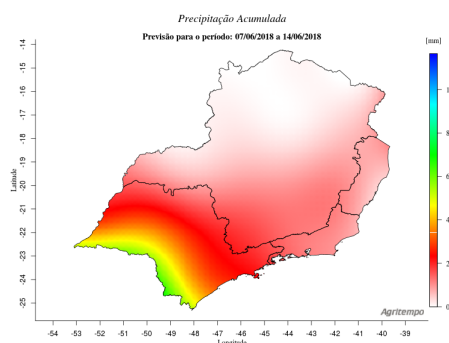 Precipitação Acumulada
Previsão para o período: 07/06/2018 a 14/06/2018
[mm]
-14
-15
-16
-17
-18
-19
-20
-21
-22
-23
-24
-25
Latitude
-54 -53 -52 -51 -50 -49 -48 -47 -46 -45 -44 -43 -42 -41 -40 -39
Longitude
Agritempo